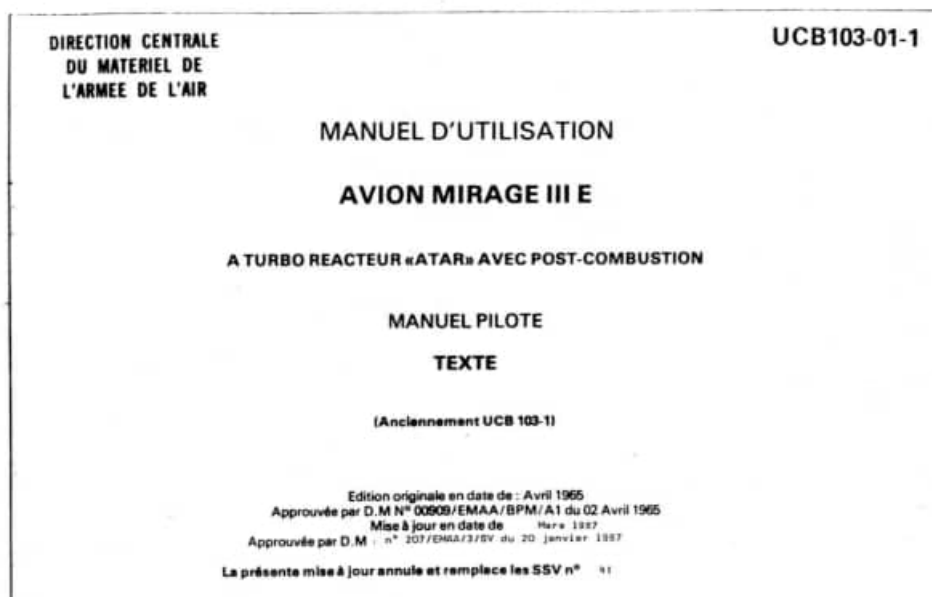 DIRECTION CENTRALE
DU MATERIEL DE
L'ARMEE DE L'AIR
UCB103-01-1
MANUEL D'UTILISATION
AVION MIRAGE III E
A TURBO REACTEUR «ATAR» AVEC POST-COMBUSTION
MANUEL PILOTE
TEXTE
(Anciennement UCB 103-1)
Edition originale en date de : Avril 1965
Approuvée par D.M N° 00909/EMAA/BPM/A1 du 02 Avril 1965
Mise à jour en date de Mars 1987
Approuvée par D.M : n° 207/EMAA/3/SV du 20 janvier 1987
La présente mise à jour annule et remplace les SSV n°